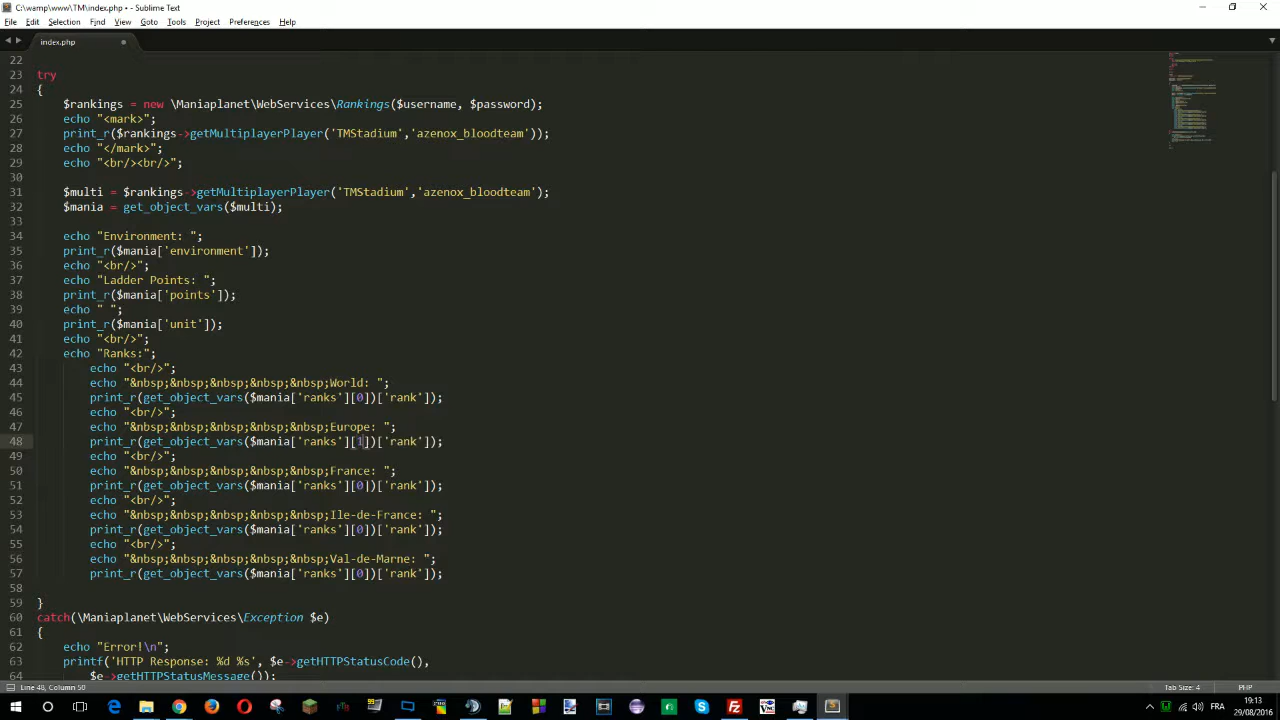 C:\wamp\www\TM\index.php • - Sublime Text
File Edit Selection Find View Goto Tools Project Preferences Help
index.php
22
23 try
24 {
25 $rankings = new \Maniaplanet\WebServices\Rankings($username, $password);
26 echo "<mark>";
27 print_r($rankings->getMultiplayerPlayer('TMStadium','azenox_bloodteam'));
28 echo "</mark>";
29 echo "<br/><br/>";
30
31 $multi = $rankings->getMultiplayerPlayer('TMStadium','azenox_bloodteam');
32 $mania = get_object_vars($multi);
33
34 echo "Environment: ";
35 print_r($mania['environment']);
36 echo "<br/>";
37 echo "Ladder Points: ";
38 print_r($mania['points']);
39 echo " ";
40 print_r($mania['unit']);
41 echo "<br/>";
42 echo "Ranks:";
43 echo "<br/>";
44 echo "&nbsp;&nbsp;&nbsp;&nbsp;&nbsp;World: ";
45 print_r(get_object_vars($mania['ranks'][0])['rank']);
46 echo "<br/>";
47 echo "&nbsp;&nbsp;&nbsp;&nbsp;&nbsp;Europe: ";
48 print_r(get_object_vars($mania['ranks'][1])['rank']);
49 echo "<br/>";
50 echo "&nbsp;&nbsp;&nbsp;&nbsp;&nbsp;France: ";
51 print_r(get_object_vars($mania['ranks'][0])['rank']);
52 echo "<br/>";
53 echo "&nbsp;&nbsp;&nbsp;&nbsp;&nbsp;Ile-de-France: ";
54 print_r(get_object_vars($mania['ranks'][0])['rank']);
55 echo "<br/>";
56 echo "&nbsp;&nbsp;&nbsp;&nbsp;&nbsp;Val-de-Marne: ";
57 print_r(get_object_vars($mania['ranks'][0])['rank']);
58
59 }
60 catch(\Maniaplanet\WebServices\Exception $e)
61 {
62 echo "Error!\n";
63 printf('HTTP Response: %d %s', $e->getHTTPStatusCode(),
64 $e->getHTTPStatusMessage());
Line 48, Column 50 Tab Size: 4 PHP
FRA
19:13
29/08/2016